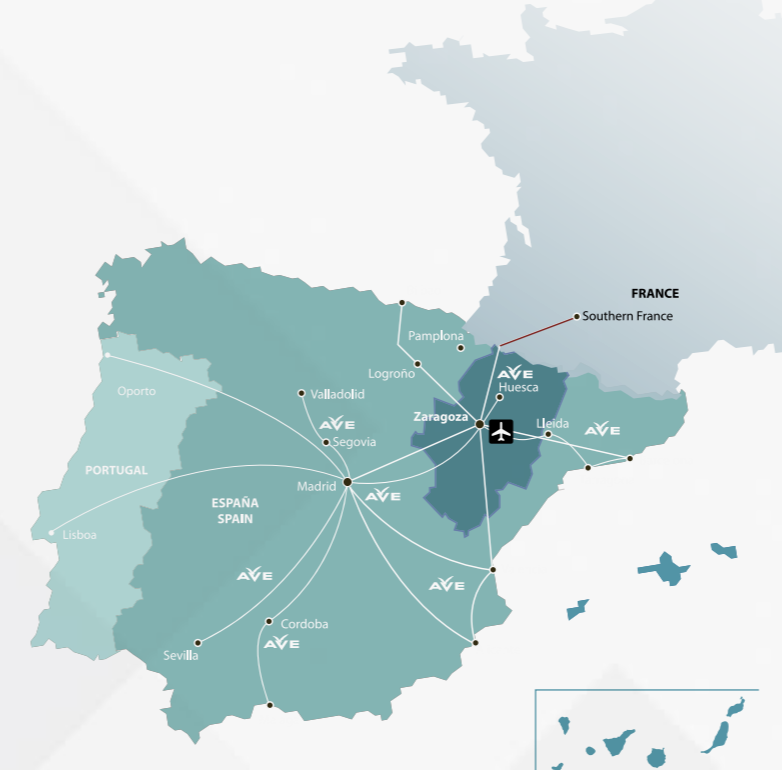 FRANCE
Southern France
Pamplona
Logroño
AVE
Huesca
Valladolid
Oporto
Zaragoza
Lleida
AVE
AVE
Segovia
PORTUGAL
Madrid
AVE
ESPAÑA
SPAIN
Lisboa
AVE
AVE
Cordoba
AVE
Sevilla